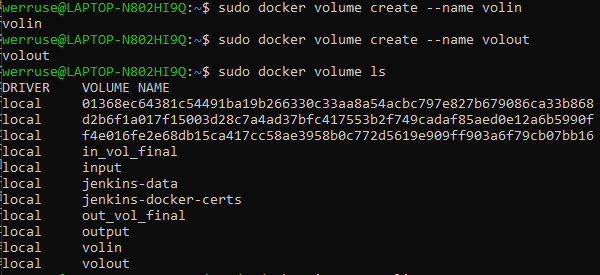 werruse@LAPTOP-N802HI9Q:~$ sudo docker volume create --name volin
volin
werruse@LAPTOP-N802HI9Q:~$ sudo docker volume create --name volout
volout
werruse@LAPTOP-N802HI9Q:~$ sudo docker volume ls
DRIVER    VOLUME NAME
local     01368ec64381c54491ba19b266330c33aa8a54acbc797e827b679086ca33b868
local     d2b6f1a017f15003d28c7a4ad37bfc417553b2f749cadaf85aed0e12a6b5990f
local     f4e016fe2e68db15ca417cc58ae3958b0c772d5619e909ff903a6f79cb07bb16
local     in_vol_final
local     input
local     jenkins-data
local     jenkins-docker-certs
local     out_vol_final
local     output
local     volin
local     volout